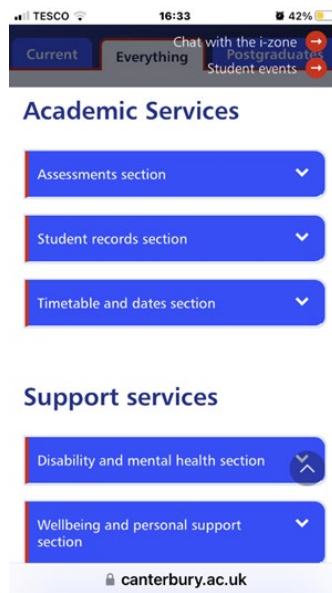 TESCO 16:33 42%
Chat with the i-zone
Current Everything Postgraduates
Student events
Academic Services
Assessments section
Student records section
Timetable and dates section
Support services
Disability and mental health section
Wellbeing and personal support
section
canterbury.ac.uk